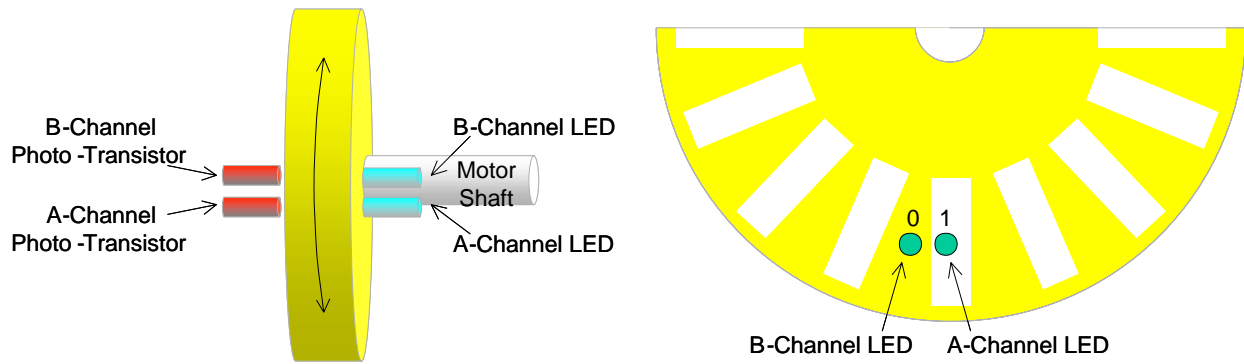 B-Channel
Photo -Transistor
A-Channel
Photo -Transistor
B-Channel LED
Motor
Shaft
A-Channel LED
0 1
B-Channel LED
A-Channel LED